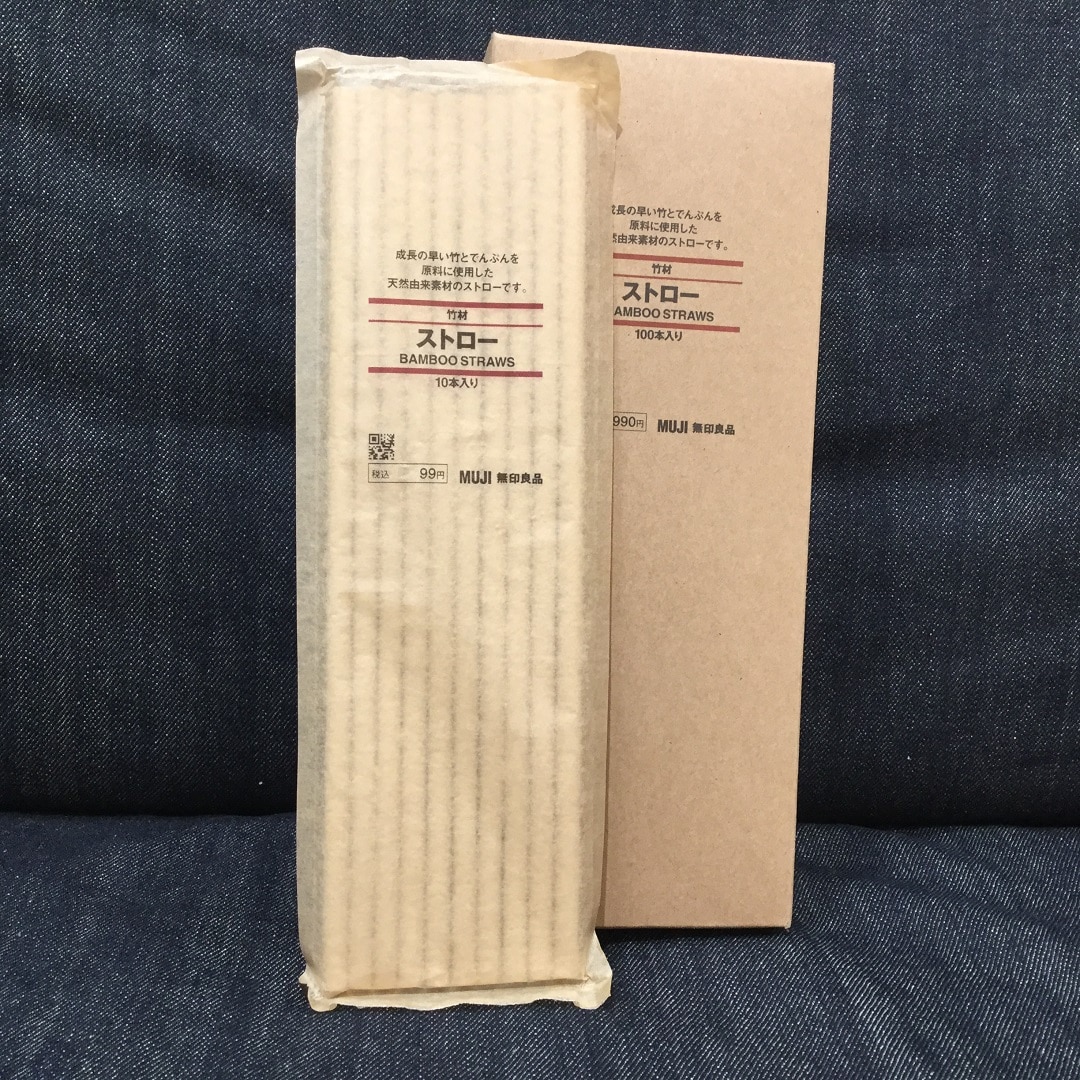 成長の早い竹とでんぷんを
原料に使用した
天然由来素材のストローです。
竹材
ストロー
BAMBOO STRAWS
10本入り
税込 99円
MUJI 無印良品
長の早い竹とでんぷんを
原料に使用した
由来素材のストローです。
竹材
ストロー
AMBOO STRAWS
100本入り
990円
MUJI 無印良品